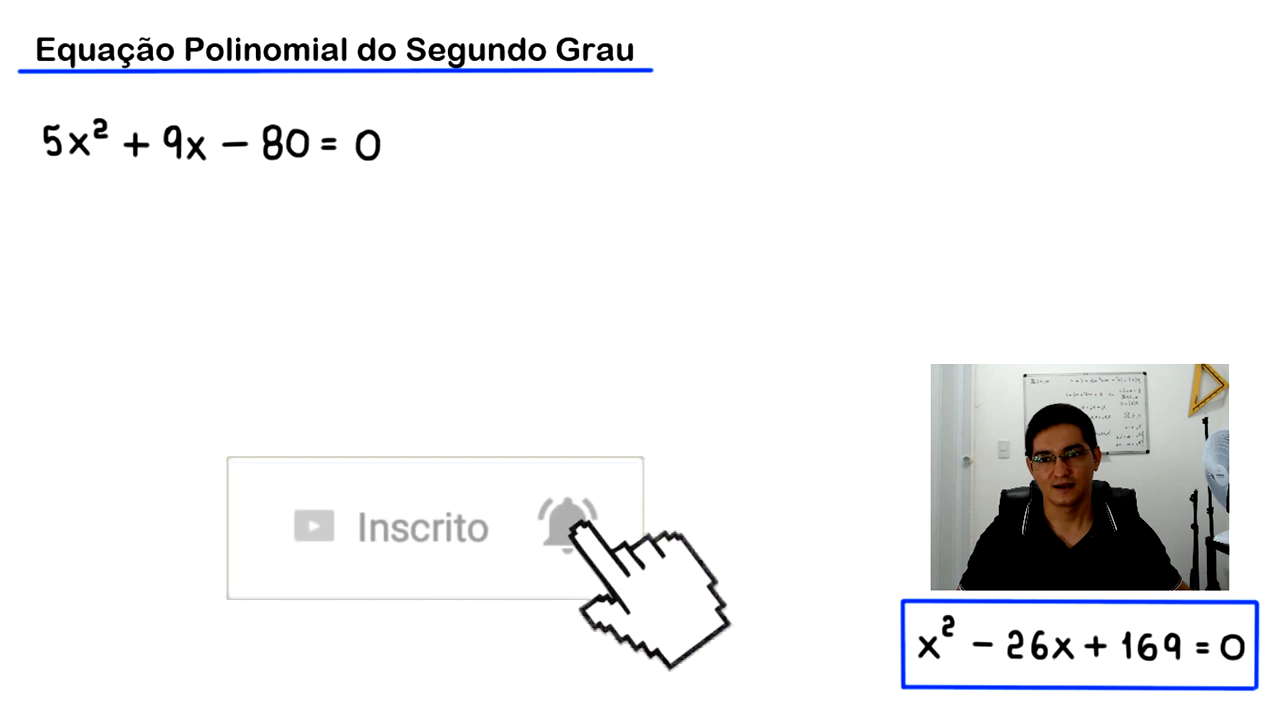 Equação Polinomial do Segundo Grau
5x² + 9x − 80 = 0
Inscrito
x² − 26x + 169 = 0